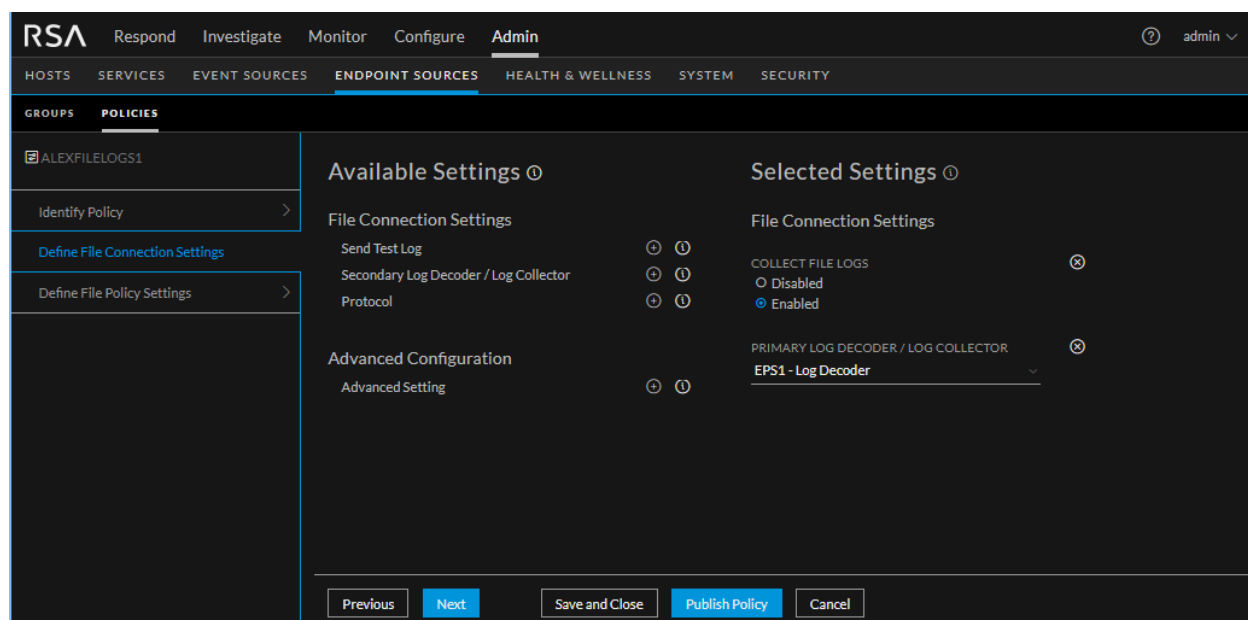 RSA Respond Investigate Monitor Configure Admin admin
HOSTS SERVICES EVENT SOURCES ENDPOINT SOURCES HEALTH & WELLNESS SYSTEM SECURITY
GROUPS POLICIES
ALEXFILELOGS1
Identify Policy
Define File Connection Settings
Define File Policy Settings
Available Settings
File Connection Settings
Send Test Log
Secondary Log Decoder / Log Collector
Protocol
Advanced Configuration
Advanced Setting
Selected Settings
File Connection Settings
COLLECT FILE LOGS
Disabled
Enabled
PRIMARY LOG DECODER / LOG COLLECTOR
EPS1 - Log Decoder
Previous Next Save and Close Publish Policy Cancel